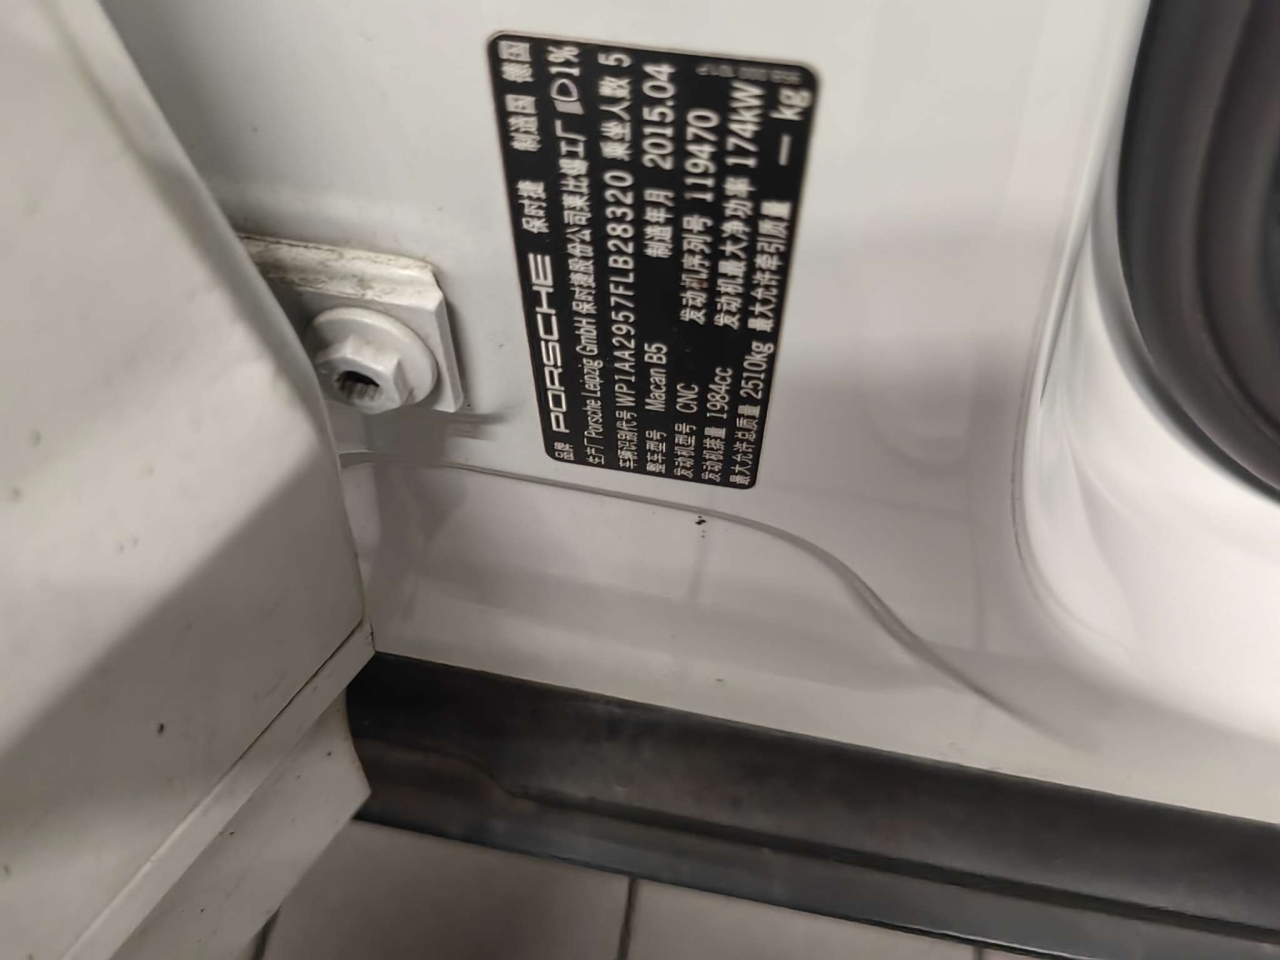 品牌 PORSCHE 保时捷 制造国 德国
生产厂 Porsche Leipzig GmbH 保时捷股份公司莱比锡工厂 1%
车辆识别代号 WP1AA2957FLB28320 乘坐人数 5
整车型号 Macan B5 制造年月 2015.04
发动机型号 CNC 发动机序列号 119470
发动机排量 1984cc 发动机最大净功率 174kW
最大允许总质量 2510kg 最大允许牵引质量 — kg